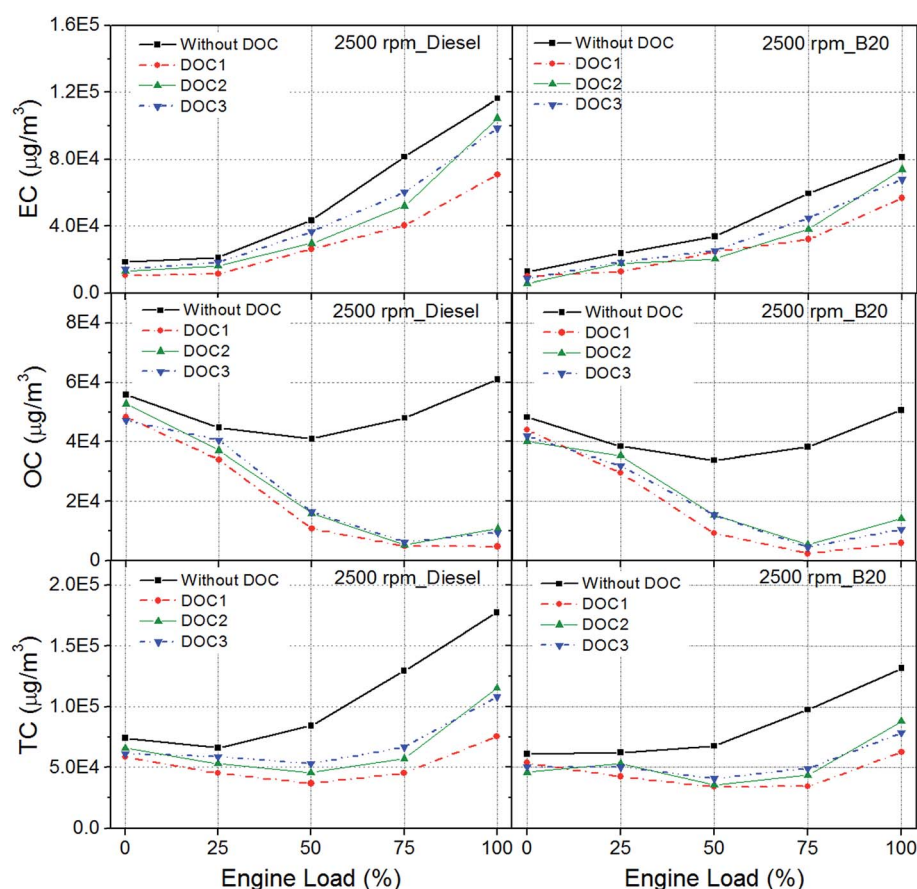 1.6E5
1.2E5
8.0E4
4.0E4
0.0
EC (μg/m³)
Without DOC
DOC1
DOC2
DOC3
2500 rpm_Diesel
Without DOC
DOC1
DOC2
DOC3
2500 rpm_B20
8E4
6E4
4E4
2E4
0
OC (μg/m³)
Without DOC
DOC1
DOC2
DOC3
2500 rpm_Diesel
Without DOC
DOC1
DOC2
DOC3
2500 rpm_B20
2.0E5
1.5E5
1.0E5
5.0E4
0.0
TC (μg/m³)
Without DOC
DOC1
DOC2
DOC3
2500 rpm_Diesel
Without DOC
DOC1
DOC2
DOC3
2500 rpm_B20
0 25 50 75 100
0 25 50 75 100
Engine Load (%)
Engine Load (%)